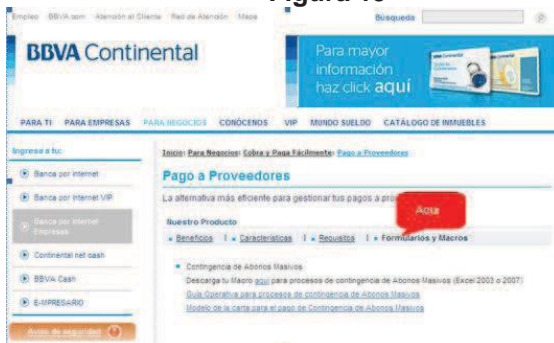 Figura 13
Empleo BBVA.com Atención al Cliente Red de Atención Mapa Búsqueda
BBVA Continental
Para mayor
información
haz click aquí
PARA TI PARA EMPRESAS PARA NEGOCIOS CONÓCENOS VIP MUNDO SUELDO CATÁLOGO DE INMUEBLES
Ingresa a tu:
Banca por internet
Banca por internet VIP
Banca por internet
Empresas
Continental net cash
BBVA Cash
E-MPRESARIO
Aviso de seguridad
Inicio: Para Negocios: Cobra y Paga Fácilmente: Pago a Proveedores
Pago a Proveedores
La alternativa más eficiente para gestionar tus pagos a
Nuestro Producto
Beneficios | Características | Requisitos | Formularios y Macros
Contingencia de Abonos Masivos
Descarga tu Macro aquí para procesos de contingencia de Abonos Masivos (Excel 2003 o 2007)
Guía Operativa para procesos de contingencia de Abonos Masivos
Modelo de la carta para el pago de Contingencia de Abonos Masivos